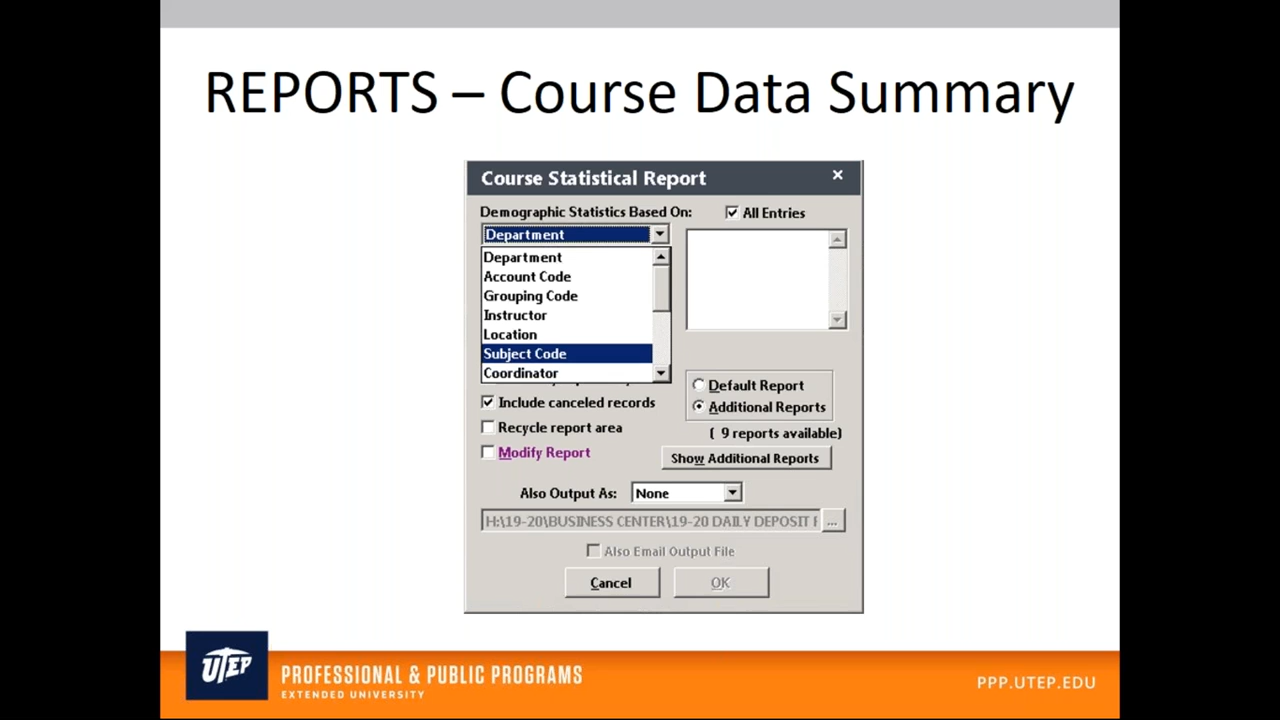 REPORTS – Course Data Summary
Course Statistical Report
Demographic Statistics Based On:
All Entries
Department
Department
Account Code
Grouping Code
Instructor
Location
Subject Code
Coordinator
Include canceled records
Recycle report area
Modify Report
Default Report
Additional Reports
( 9 reports available)
Show Additional Reports
Also Output As:
None
H:\19-20\BUSINESS CENTER\19-20 DAILY DEPOSIT
...
Also Email Output File
Cancel
OK
UTEP
PROFESSIONAL & PUBLIC PROGRAMS
EXTENDED UNIVERSITY
PPP.UTEP.EDU